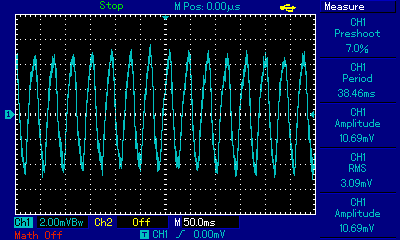 Stop M Pos: 0.00μs Measure
CH1
Preshoot
7.0%
CH1
Period
38.46ms
CH1
Amplitude
10.69mV
CH1
RMS
3.09mV
CH1
Amplitude
10.69mV
1
Ch1 2.00mVBw Ch2 Off M 50.0ms
Math Off T CH1 0.00mV